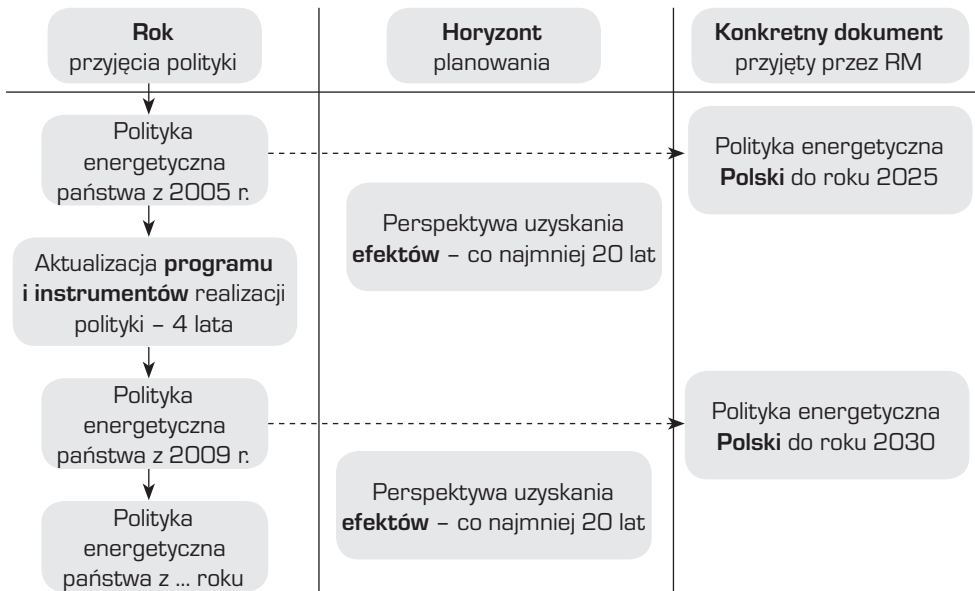 Rok
przyjęcia polityki
Horyzont
planowania
Konkretny dokument
przyjęty przez RM
Polityka
energetyczna
państwa z 2005 r.
Polityka energetyczna
Polski do roku 2025
Perspektywa uzyskania
efektów – co najmniej 20 lat
Aktualizacja programu
i instrumentów realizacji
polityki – 4 lata
Polityka
energetyczna
państwa z 2009 r.
Polityka energetyczna
Polski do roku 2030
Perspektywa uzyskania
efektów – co najmniej 20 lat
Polityka
energetyczna
państwa z ... roku